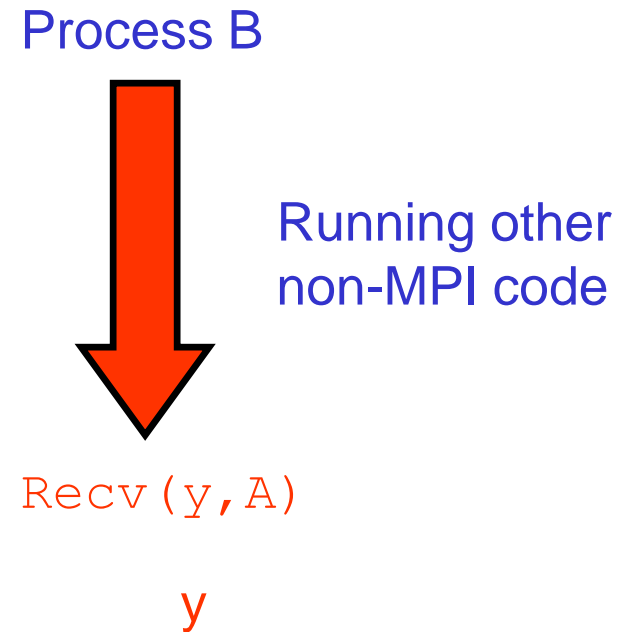 Process B
Running other
non-MPI code
Recv(y,A)
y